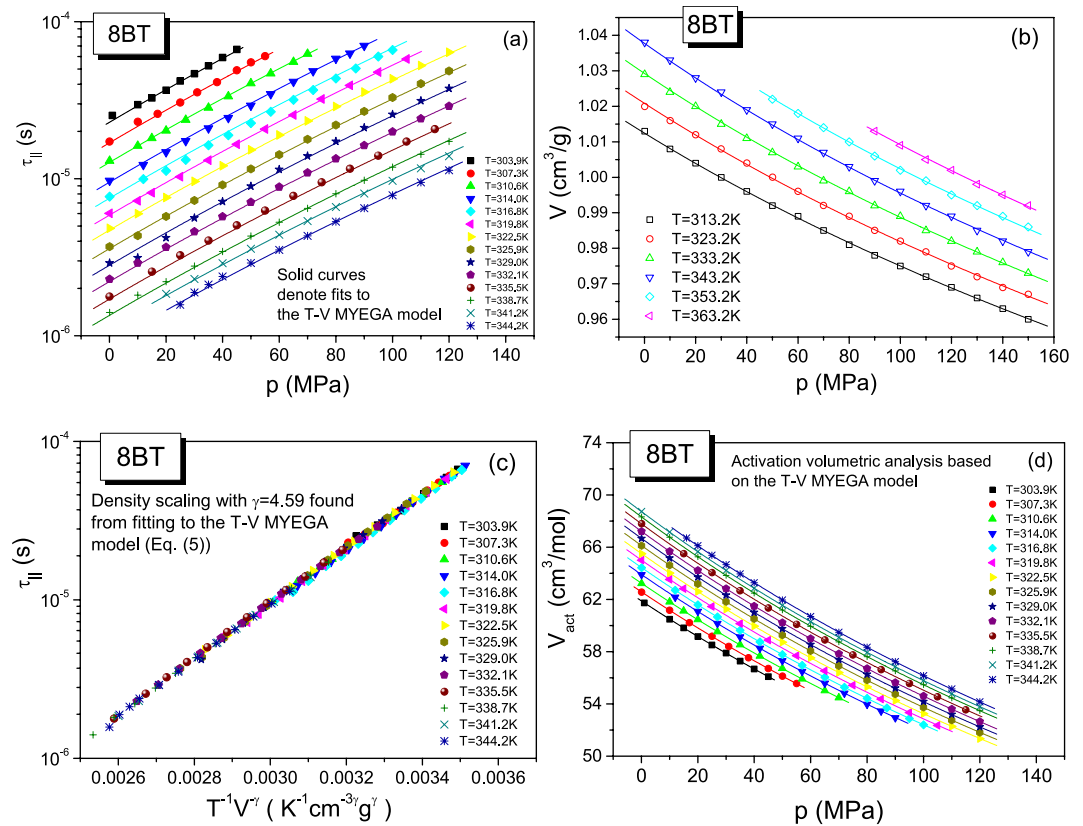 8BT
(a)
10⁻⁴
10⁻⁵
10⁻⁶
τ|| (s)
T=303.9K
T=307.3K
T=310.6K
T=314.0K
T=316.8K
T=319.8K
T=322.5K
T=325.9K
T=329.0K
T=332.1K
T=335.5K
T=338.7K
T=341.2K
T=344.2K
Solid curves
denote fits to
the T-V MYEGA model
0 20 40 60 80 100 120 140
p (MPa)
8BT
(b)
1.04
1.03
1.02
1.01
1.00
0.99
0.98
0.97
0.96
V (cm³/g)
T=313.2K
T=323.2K
T=333.2K
T=343.2K
T=353.2K
T=363.2K
0 20 40 60 80 100 120 140 160
p (MPa)
8BT
(c)
10⁻⁴
10⁻⁵
10⁻⁶
τ|| (s)
Density scaling with γ=4.59 found
from fitting to the T-V MYEGA
model (Eq. (5))
T=303.9K
T=307.3K
T=310.6K
T=314.0K
T=316.8K
T=319.8K
T=322.5K
T=325.9K
T=329.0K
T=332.1K
T=335.5K
T=338.7K
T=341.2K
T=344.2K
0.0026 0.0028 0.0030 0.0032 0.0034 0.0036
T⁻¹V⁻ᵞ ( K⁻¹cm⁻³ᵞgᵞ )
8BT
(d)
Activation volumetric analysis based
on the T-V MYEGA model
74
70
66
62
58
54
50
V_act (cm³/mol)
T=303.9K
T=307.3K
T=310.6K
T=314.0K
T=316.8K
T=319.8K
T=322.5K
T=325.9K
T=329.0K
T=332.1K
T=335.5K
T=338.7K
T=341.2K
T=344.2K
0 20 40 60 80 100 120 140
p (MPa)